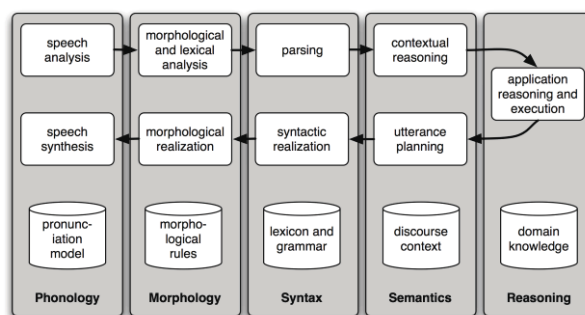 speech
analysis
morphological
and lexical
analysis
parsing
contextual
reasoning
application
reasoning and
execution
speech
synthesis
morphological
realization
syntactic
realization
utterance
planning
pronunc-
iation
model
morpho-
logical
rules
lexicon and
grammar
discourse
context
domain
knowledge
Phonology
Morphology
Syntax
Semantics
Reasoning